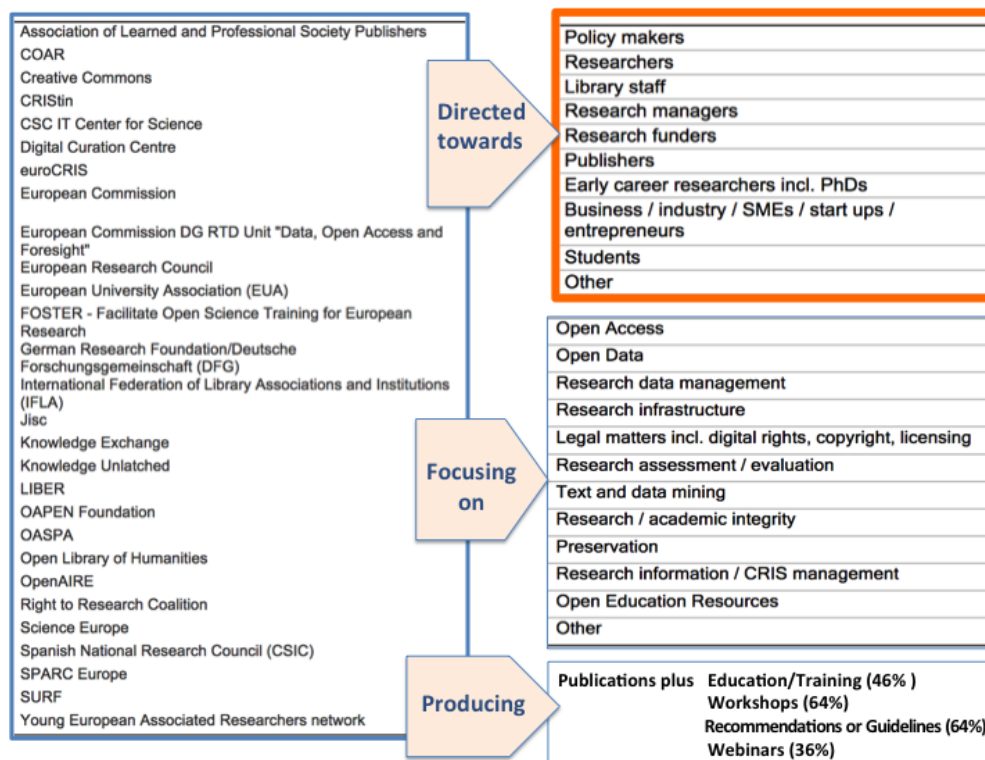 Association of Learned and Professional Society Publishers
COAR
Creative Commons
CRIStin
CSC IT Center for Science
Digital Curation Centre
euroCRIS
European Commission
European Commission DG RTD Unit "Data, Open Access and
Foresight"
European Research Council
European University Association (EUA)
FOSTER - Facilitate Open Science Training for European
Research
German Research Foundation/Deutsche
Forschungsgemeinschaft (DFG)
International Federation of Library Associations and Institutions
(IFLA)
Jisc
Knowledge Exchange
Knowledge Unlatched
LIBER
OAPEN Foundation
OASPA
Open Library of Humanities
OpenAIRE
Right to Research Coalition
Science Europe
Spanish National Research Council (CSIC)
SPARC Europe
SURF
Young European Associated Researchers network
Directed
towards
Policy makers
Researchers
Library staff
Research managers
Research funders
Publishers
Early career researchers incl. PhDs
Business / industry / SMEs / start ups /
entrepreneurs
Students
Other
Focusing
on
Open Access
Open Data
Research data management
Research infrastructure
Legal matters incl. digital rights, copyright, licensing
Research assessment / evaluation
Text and data mining
Research / academic integrity
Preservation
Research information / CRIS management
Open Education Resources
Other
Producing
Publications plus Education/Training (46% )
Workshops (64%)
Recommendations or Guidelines (64%)
Webinars (36%)